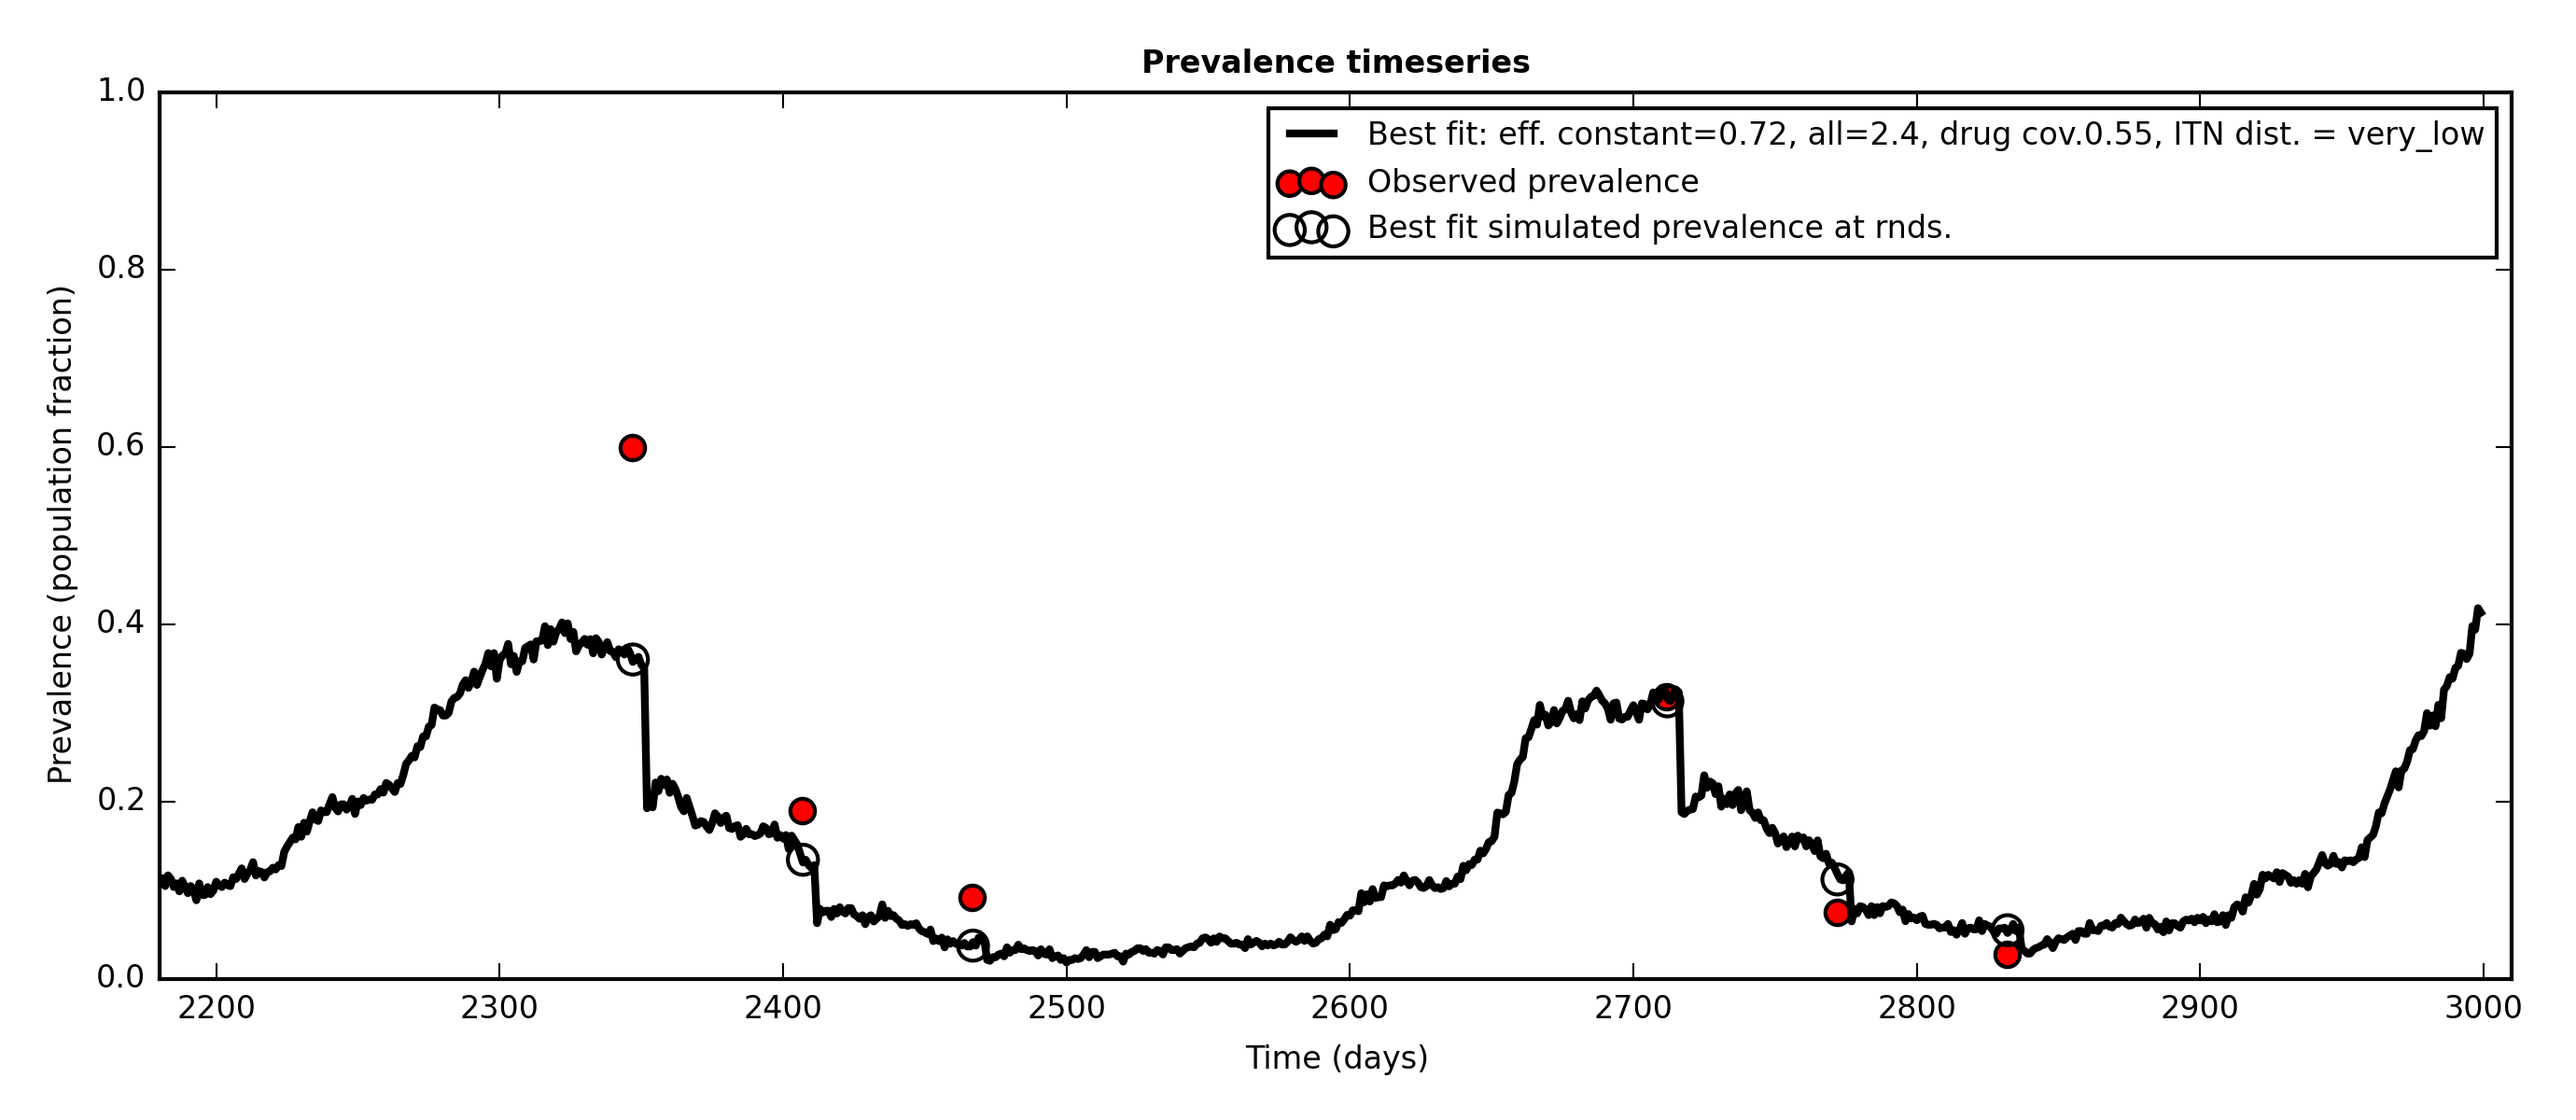 Prevalence timeseries
Best fit: eff. constant=0.72, all=2.4, drug cov.0.55, ITN dist. = very_low
Observed prevalence
Best fit simulated prevalence at rnds.
Prevalence (population fraction)
1.0
0.8
0.6
0.4
0.2
0.0
2200 2300 2400 2500 2600 2700 2800 2900 3000
Time (days)